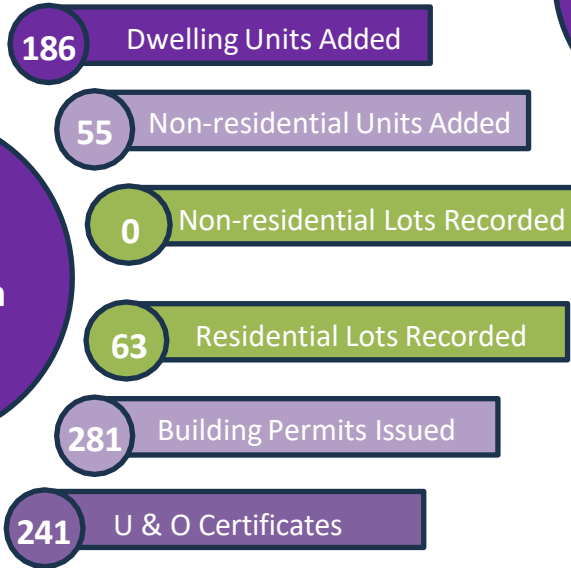 186 Dwelling Units Added
55 Non-residential Units Added
0 Non-residential Lots Recorded
63 Residential Lots Recorded
281 Building Permits Issued
241 U & O Certificates